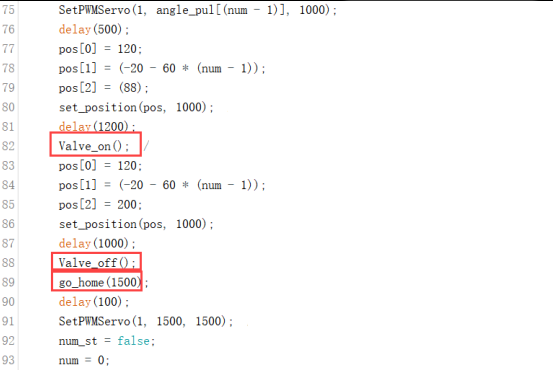 75 SetPWMServo(1, angle_pul[(num - 1)], 1000);
76 delay(500);
77 pos[0] = 120;
78 pos[1] = (-20 - 60 * (num - 1));
79 pos[2] = (88);
80 set_position(pos, 1000);
81 delay(1200);
82 Valve_on(); /
83 pos[0] = 120;
84 pos[1] = (-20 - 60 * (num - 1));
85 pos[2] = 200;
86 set_position(pos, 1000);
87 delay(1000);
88 Valve_off();
89 go_home(1500);
90 delay(100);
91 SetPWMServo(1, 1500, 1500);
92 num_st = false;
93 num = 0;